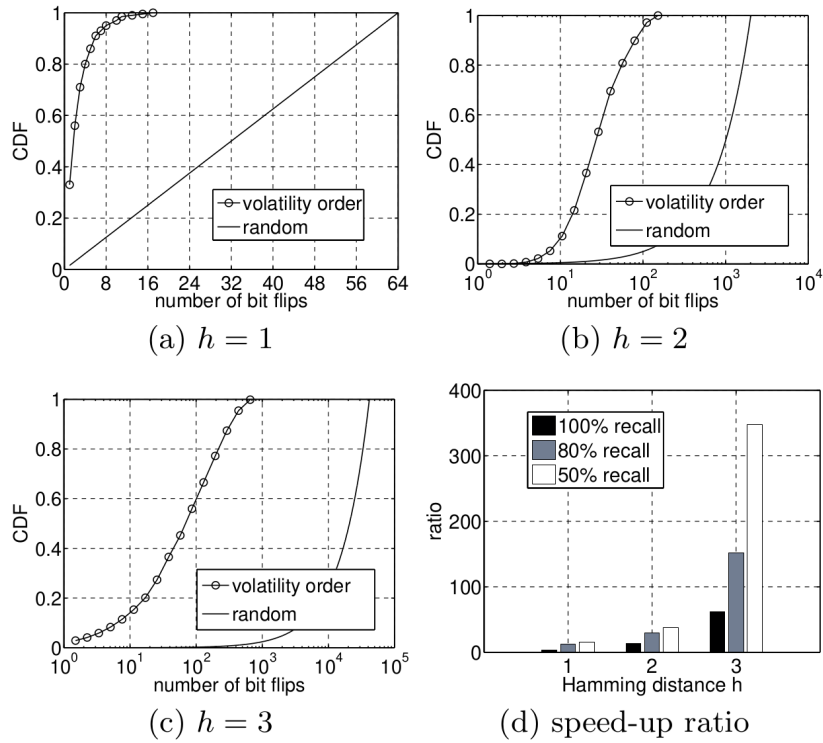 1
0.8
0.6
0.4
0.2
0
CDF
0 8 16 24 32 40 48 56 64
number of bit flips
volatility order
random
(a) h = 1
1
0.8
0.6
0.4
0.2
0
CDF
10^0 10^1 10^2 10^3 10^4
number of bit flips
volatility order
random
(b) h = 2
1
0.8
0.6
0.4
0.2
0
CDF
10^0 10^1 10^2 10^3 10^4 10^5
number of bit flips
volatility order
random
(c) h = 3
400
300
200
100
0
ratio
100% recall
80% recall
50% recall
1 2 3
Hamming distance h
(d) speed-up ratio